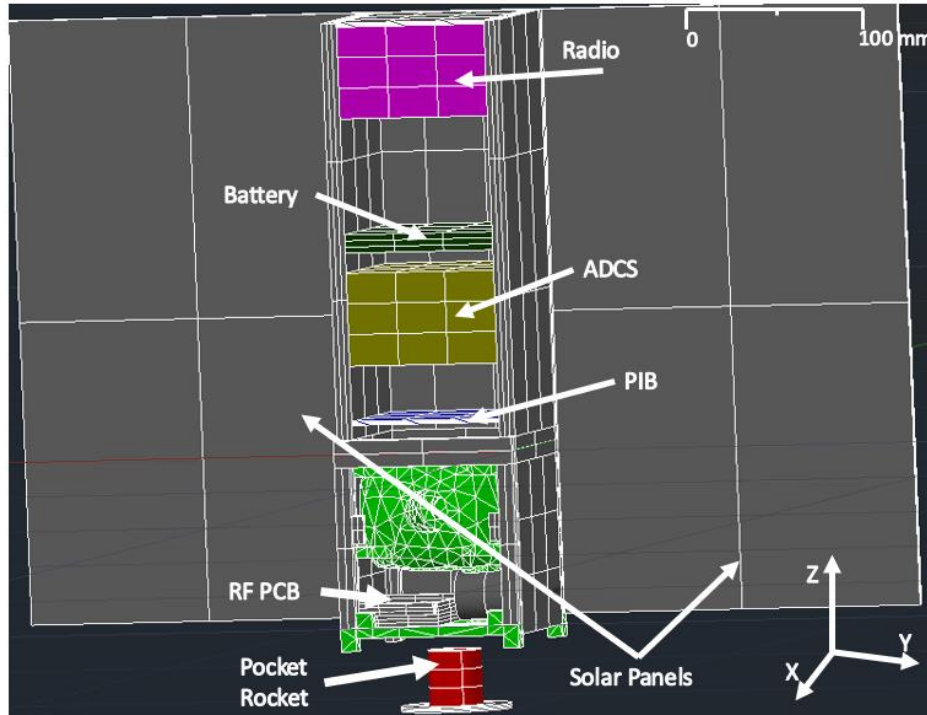 0
100 mm
Radio
Battery
ADCS
PIB
RF PCB
Pocket
Rocket
Solar Panels
Z
Y
X